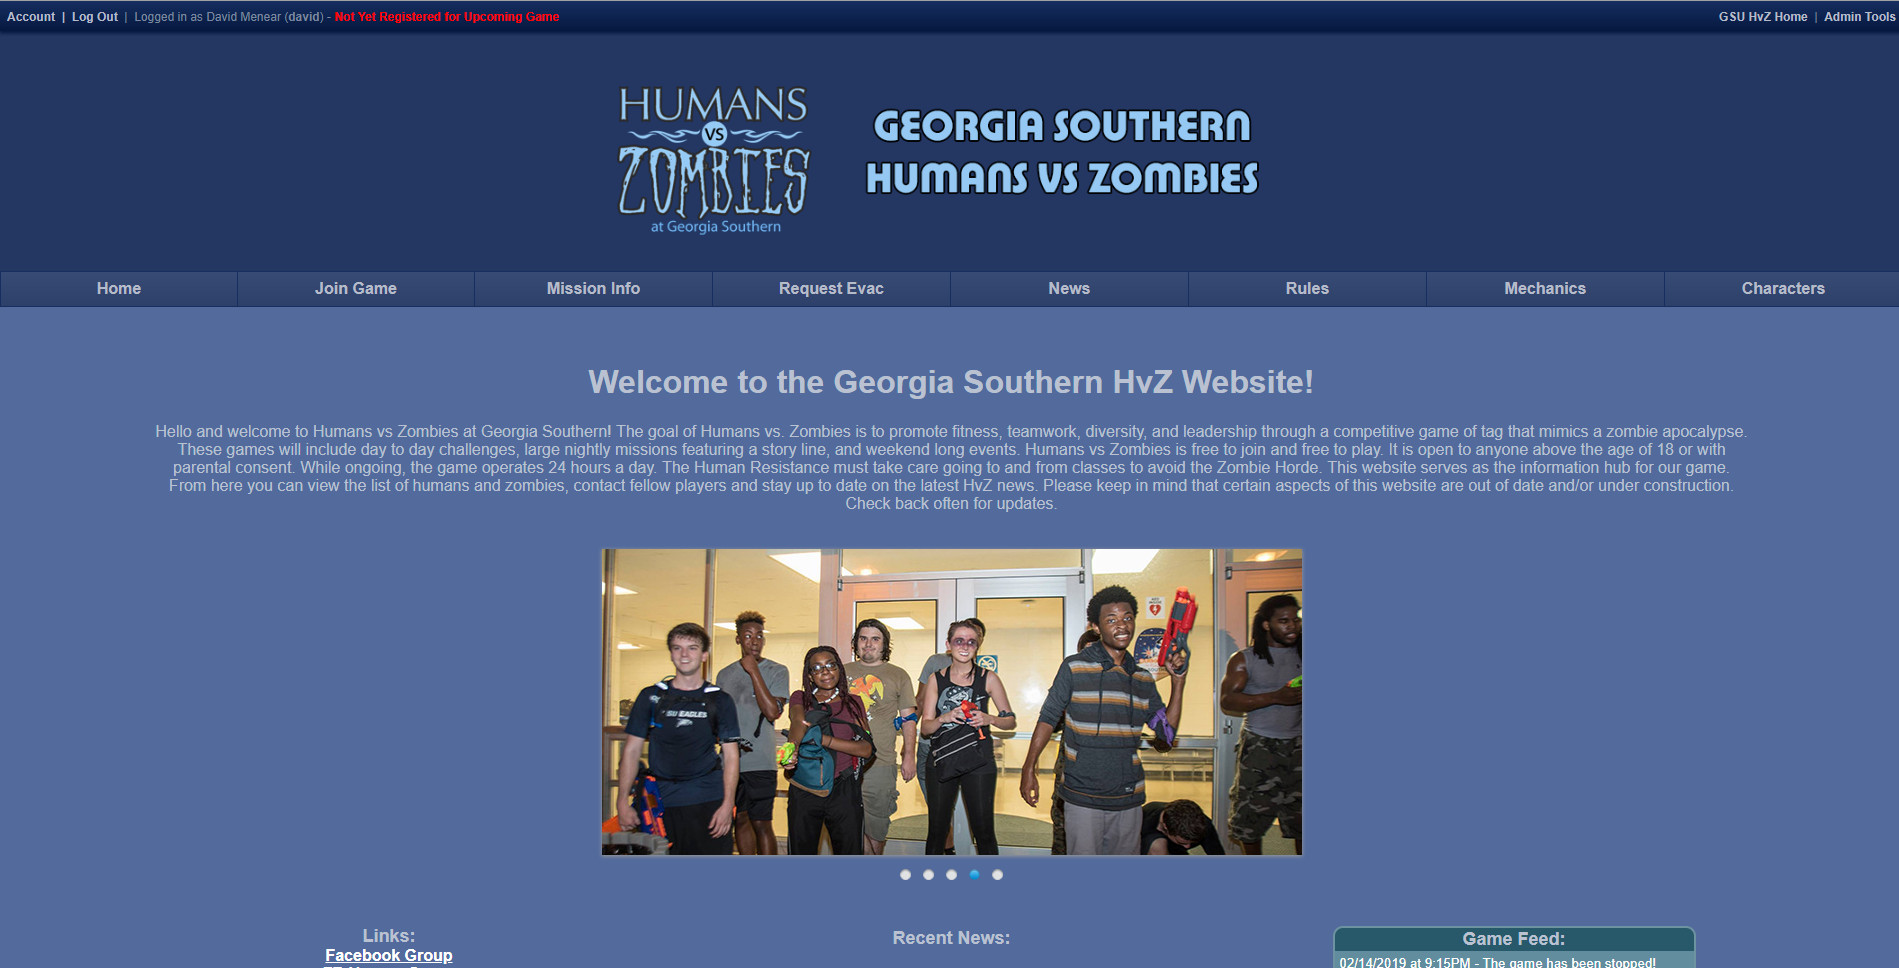 Account | Log Out | Logged in as David Menear (david) - Not Yet Registered for Upcoming Game
GSU HvZ Home | Admin Tools
HUMANS
VS
ZOMBIES
at Georgia Southern
GEORGIA SOUTHERN
HUMANS VS ZOMBIES
Home
Join Game
Mission Info
Request Evac
News
Rules
Mechanics
Characters
Welcome to the Georgia Southern HvZ Website!
Hello and welcome to Humans vs Zombies at Georgia Southern! The goal of Humans vs. Zombies is to promote fitness, teamwork, diversity, and leadership through a competitive game of tag that mimics a zombie apocalypse.
These games will include day to day challenges, large nightly missions featuring a story line, and weekend long events. Humans vs Zombies is free to join and free to play. It is open to anyone above the age of 18 or with
parental consent. While ongoing, the game operates 24 hours a day. The Human Resistance must take care going to and from classes to avoid the Zombie Horde. This website serves as the information hub for our game.
From here you can view the list of humans and zombies, contact fellow players and stay up to date on the latest HvZ news. Please keep in mind that certain aspects of this website are out of date and/or under construction.
Check back often for updates.
EAGLES
Links:
Facebook Group
Recent News:
Game Feed:
02/14/2019 at 9:15PM - The game has been stopped!